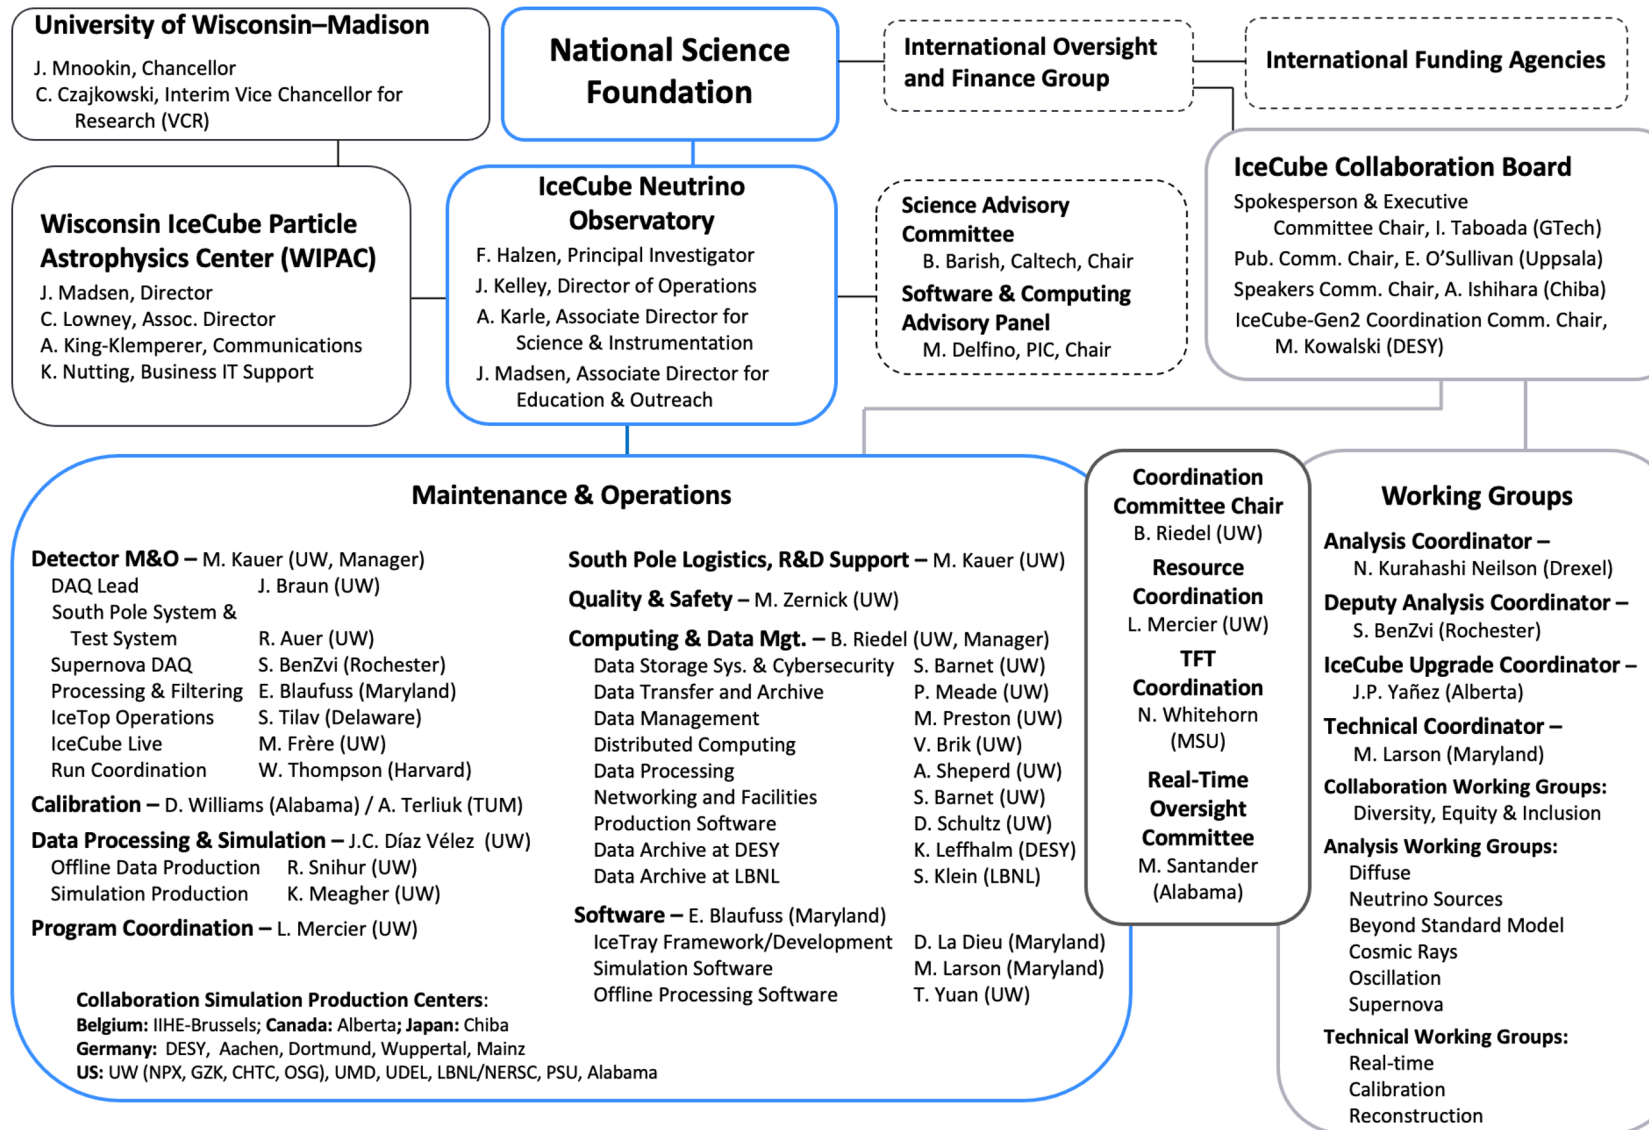 University of Wisconsin–Madison
J. Mnookin, Chancellor
C. Czajkowski, Interim Vice Chancellor for
Research (VCR)
National Science
Foundation
International Oversight
and Finance Group
International Funding Agencies
Wisconsin IceCube Particle
Astrophysics Center (WIPAC)
J. Madsen, Director
C. Lowney, Assoc. Director
A. King-Klemperer, Communications
K. Nutting, Business IT Support
IceCube Neutrino
Observatory
F. Halzen, Principal Investigator
J. Kelley, Director of Operations
A. Karle, Associate Director for
Science & Instrumentation
J. Madsen, Associate Director for
Education & Outreach
Science Advisory
Committee
B. Barish, Caltech, Chair
Software & Computing
Advisory Panel
M. Delfino, PIC, Chair
IceCube Collaboration Board
Spokesperson & Executive
Committee Chair, I. Taboada (GTech)
Pub. Comm. Chair, E. O’Sullivan (Uppsala)
Speakers Comm. Chair, A. Ishihara (Chiba)
IceCube-Gen2 Coordination Comm. Chair,
M. Kowalski (DESY)
Maintenance & Operations
Detector M&O – M. Kauer (UW, Manager)
DAQ Lead J. Braun (UW)
South Pole System &
Test System R. Auer (UW)
Supernova DAQ S. BenZvi (Rochester)
Processing & Filtering E. Blaufuss (Maryland)
IceTop Operations S. Tilav (Delaware)
IceCube Live M. Frère (UW)
Run Coordination W. Thompson (Harvard)
Calibration – D. Williams (Alabama) / A. Terliuk (TUM)
Data Processing & Simulation – J.C. Díaz Vélez (UW)
Offline Data Production R. Snihur (UW)
Simulation Production K. Meagher (UW)
Program Coordination – L. Mercier (UW)
Collaboration Simulation Production Centers:
Belgium: IIHE-Brussels; Canada: Alberta; Japan: Chiba
Germany: DESY, Aachen, Dortmund, Wuppertal, Mainz
US: UW (NPX, GZK, CHTC, OSG), UMD, UDEL, LBNL/NERSC, PSU, Alabama
South Pole Logistics, R&D Support – M. Kauer (UW)
Quality & Safety – M. Zernick (UW)
Computing & Data Mgt. – B. Riedel (UW, Manager)
Data Storage Sys. & Cybersecurity S. Barnet (UW)
Data Transfer and Archive P. Meade (UW)
Data Management M. Preston (UW)
Distributed Computing V. Brik (UW)
Data Processing A. Sheperd (UW)
Networking and Facilities S. Barnet (UW)
Production Software D. Schultz (UW)
Data Archive at DESY K. Leffhalm (DESY)
Data Archive at LBNL S. Klein (LBNL)
Software – E. Blaufuss (Maryland)
IceTray Framework/Development D. La Dieu (Maryland)
Simulation Software M. Larson (Maryland)
Offline Processing Software T. Yuan (UW)
Coordination
Committee Chair
B. Riedel (UW)
Resource
Coordination
L. Mercier (UW)
TFT
Coordination
N. Whitehorn
(MSU)
Real-Time
Oversight
Committee
M. Santander
(Alabama)
Working Groups
Analysis Coordinator –
N. Kurahashi Neilson (Drexel)
Deputy Analysis Coordinator –
S. BenZvi (Rochester)
IceCube Upgrade Coordinator –
J.P. Yañez (Alberta)
Technical Coordinator –
M. Larson (Maryland)
Collaboration Working Groups:
Diversity, Equity & Inclusion
Analysis Working Groups:
Diffuse
Neutrino Sources
Beyond Standard Model
Cosmic Rays
Oscillation
Supernova
Technical Working Groups:
Real-time
Calibration
Reconstruction